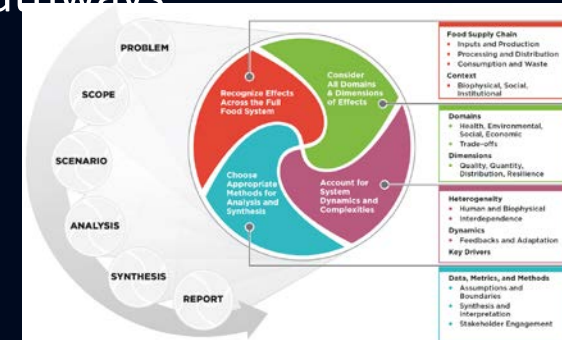 PROBLEM
SCOPE
SCENARIO
ANALYSIS
SYNTHESIS
REPORT
Recognize Effects
Across the Full
Food System
Consider
All Domains
& Dimensions
of Effects
Choose
Appropriate
Methods for
Analysis and
Synthesis
Account for
System
Dynamics and
Complexities
Food Supply Chain
• Inputs and Production
• Processing and Distribution
• Consumption and Waste
Context
• Biophysical, Social,
Institutional
Domains
• Health, Environmental,
Social, Economic
• Trade-offs
Dimensions
• Quality, Quantity,
Distribution, Resilience
Heterogeneity
• Human and Biophysical
• Interdependence
Dynamics
• Feedbacks and Adaptation
Key Drivers
Data, Metrics, and Methods
• Assumptions and
Boundaries
• Synthesis and
Interpretation
• Stakeholder Engagement